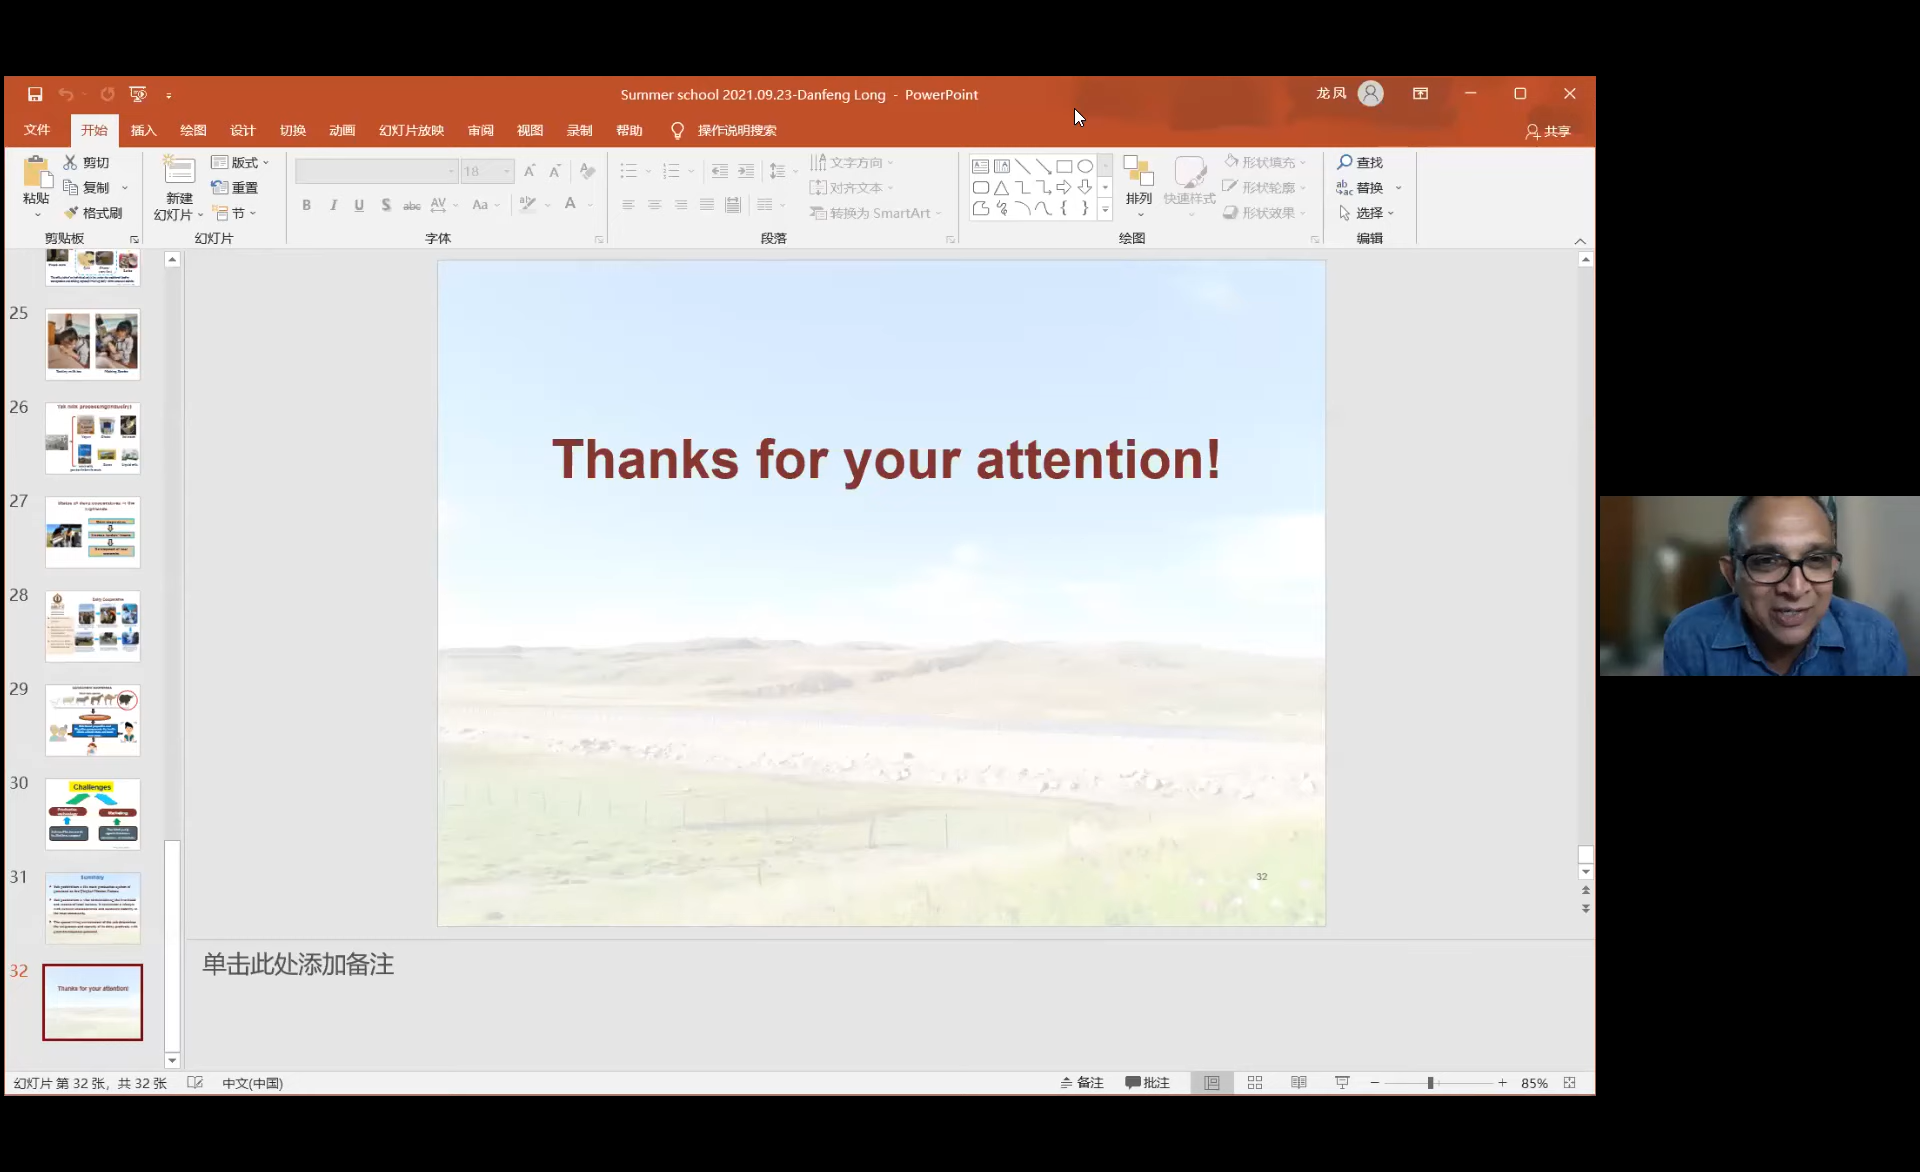 Summer school 2021.09.23-Danfeng Long - PowerPoint
龙 凤
文件 开始 插入 绘图 设计 切换 动画 幻灯片放映 审阅 视图 录制 帮助 操作说明搜索
共享
粘贴
剪切
复制
格式刷
剪贴板
新建
幻灯片
版式
重置
节
幻灯片
18
B I U S abc AV Aa A
字体
文字方向
对齐文本
转换为 SmartArt
段落
排列
快速样式
形状填充
形状轮廓
形状效果
绘图
查找
替换
选择
编辑
25
26
27
28
29
30
Challenges
Marketing
31
Summary
32
Thanks for your attention!
Thanks for your attention!
32
单击此处添加备注
幻灯片 第 32 张，共 32 张
中文(中国)
备注
批注
85%